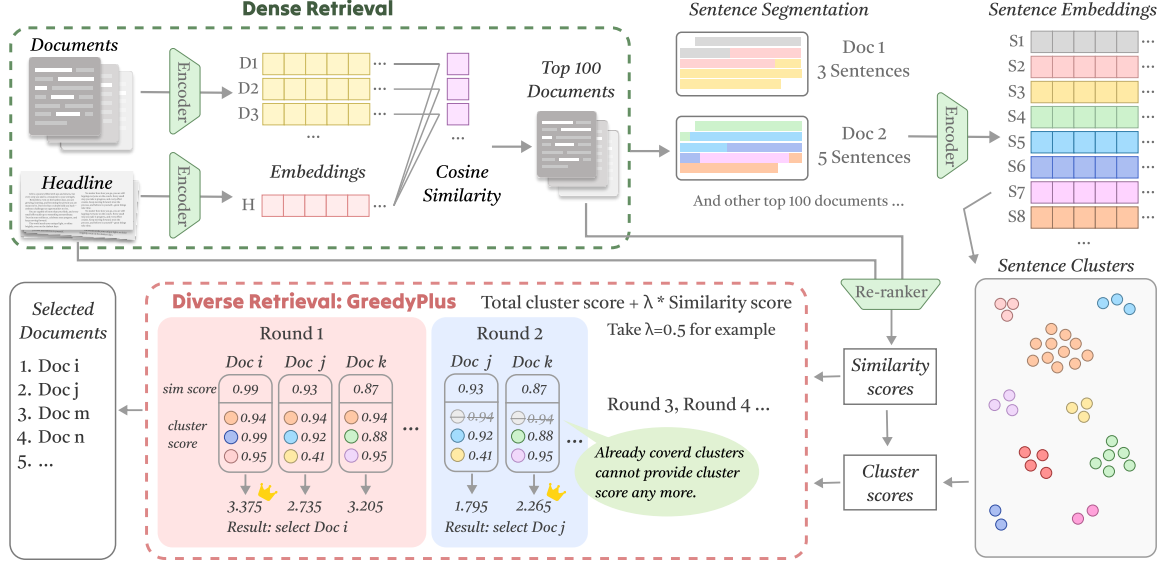 Dense Retrieval
Documents
Encoder
D1 ...
D2 ...
D3 ...
...
Headline
Encoder
Embeddings
H ...
...
Cosine
Similarity
Top 100
Documents
Sentence Segmentation
Doc 1
3 Sentences
Doc 2
5 Sentences
And other top 100 documents ...
Encoder
Sentence Embeddings
S1 ...
S2 ...
S3 ...
S4 ...
S5 ...
S6 ...
S7 ...
S8 ...
...
Sentence Clusters
Re-ranker
Similarity
scores
Cluster
scores
Diverse Retrieval: GreedyPlus
Total cluster score + λ * Similarity score
Take λ=0.5 for example
Round 1
Doc i Doc j Doc k
sim score 0.99 0.93 0.87
cluster
score
0.94 0.94 0.94
0.99 0.92 0.88
0.95 0.41 0.95
...
3.375 2.735 3.205
Result: select Doc i
Round 2
Doc j Doc k
0.93 0.87
0.94 0.94
0.92 0.88
0.41 0.95
...
1.795 2.265
Result: select Doc j
Round 3, Round 4 ...
Already coverd clusters
cannot provide cluster
score any more.
Selected
Documents
1. Doc i
2. Doc j
3. Doc m
4. Doc n
5. ...